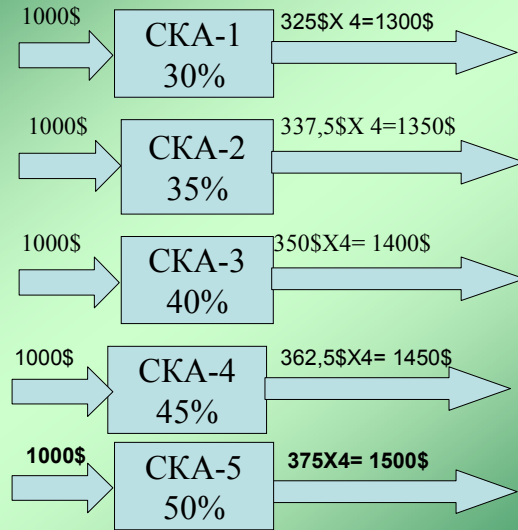 1000$
СКА-1
30%
325$X 4=1300$
1000$
СКА-2
35%
337,5$X 4=1350$
1000$
СКА-3
40%
350$X4= 1400$
1000$
СКА-4
45%
362,5$X4= 1450$
1000$
СКА-5
50%
375X4= 1500$